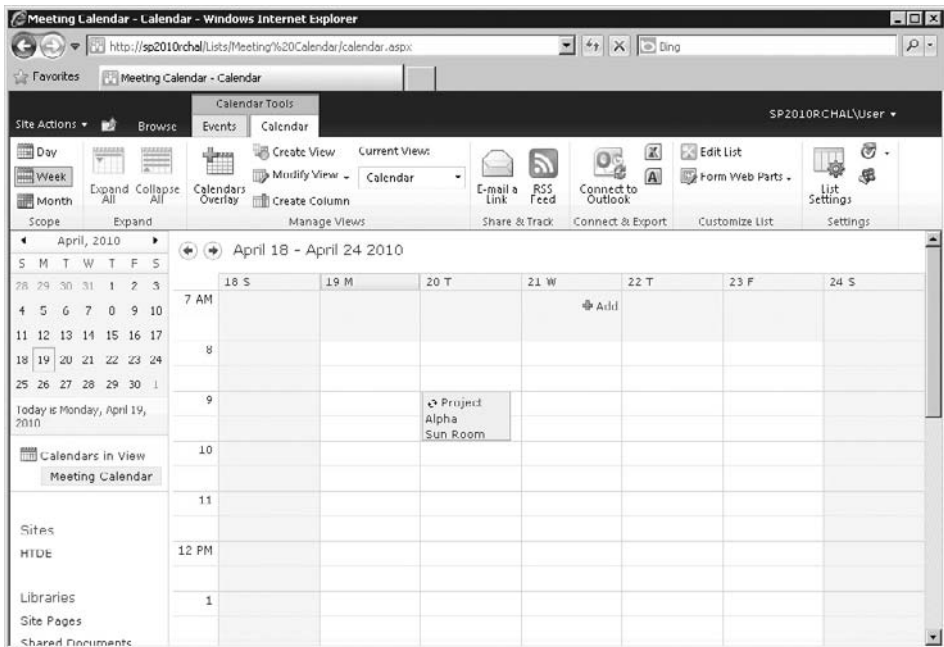 Meeting Calendar - Calendar - Windows Internet Explorer
http://sp2010rchal/Lists/Meeting%20Calendar/calendar.aspx
Bing
Favorites
Meeting Calendar - Calendar
Calendar Tools
Site Actions
Browse
Events
Calendar
SP2010RCHAL\User
Day
Week
Month
Scope
Expand All
Collapse All
Expand
Calendars Overlay
Create View
Modify View
Create Column
Current View:
Calendar
Manage Views
E-mail a Link
RSS Feed
Share & Track
Connect to Outlook
Connect & Export
Edit List
Form Web Parts
Customize List
List Settings
Settings
April, 2010
S M T W T F S
28 29 30 31 1 2 3
4 5 6 7 8 9 10
11 12 13 14 15 16 17
18 19 20 21 22 23 24
25 26 27 28 29 30 1
Today is Monday, April 19, 2010
Calendars in View
Meeting Calendar
Sites
HTDE
Libraries
Site Pages
Shared Documents
April 18 - April 24 2010
18 S 19 M 20 T 21 W 22 T 23 F 24 S
7 AM
Add
8
9
Project
Alpha
Sun Room
10
11
12 PM
1